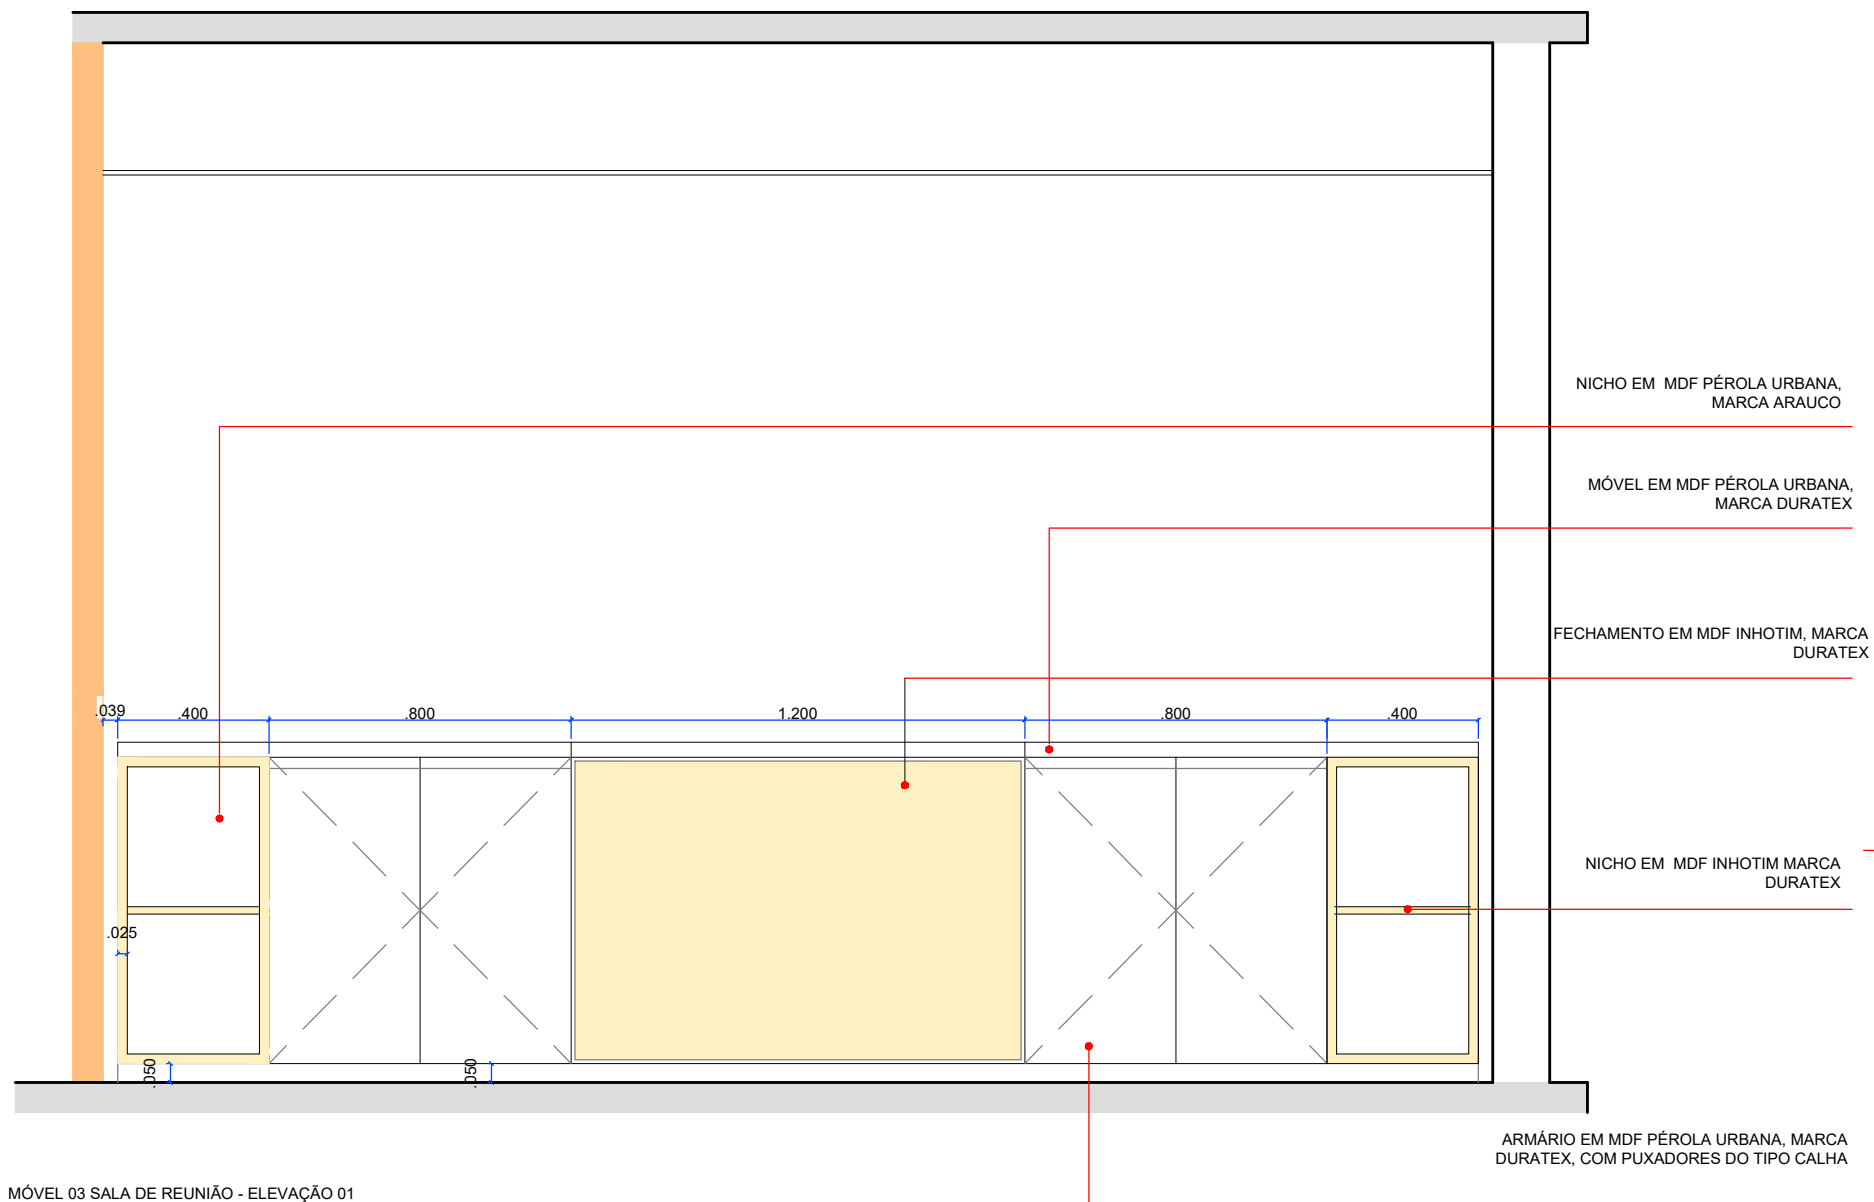 NICHO EM  MDF PÉROLA URBANA,
MARCA ARAUCO
MÓVEL EM MDF PÉROLA URBANA,
MARCA DURATEX
FECHAMENTO EM MDF INHOTIM, MARCA
DURATEX
.039
.400
.800
1.200
.800
.400
NICHO EM  MDF INHOTIM MARCA
DURATEX
.025
.050
.050
ARMÁRIO EM MDF PÉROLA URBANA, MARCA
DURATEX, COM PUXADORES DO TIPO CALHA
MÓVEL 03 SALA DE REUNIÃO - ELEVAÇÃO 01